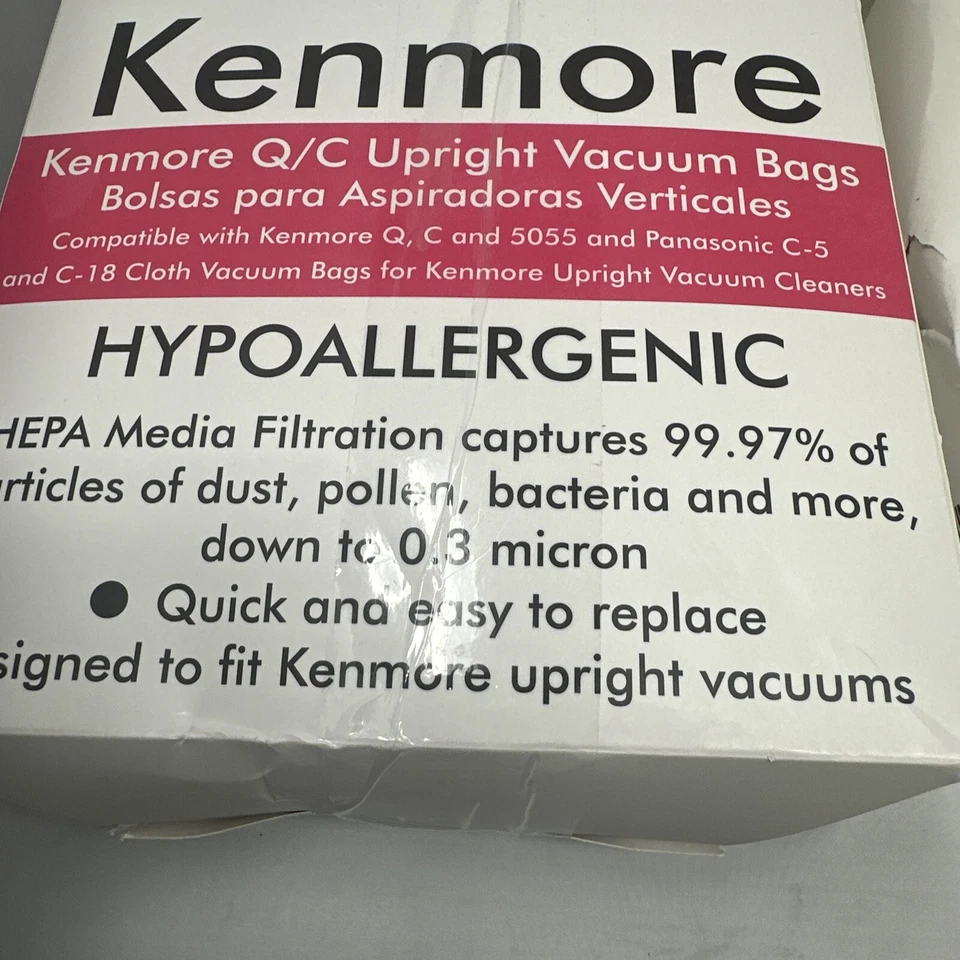 Kenmore
Kenmore Q/C Upright Vacuum Bags
Bolsas para Aspiradoras Verticales
Compatible with Kenmore Q, C and 5055 and Panasonic C-5
and C-18 Cloth Vacuum Bags for Kenmore Upright Vacuum Cleaners
HYPOALLERGENIC
HEPA Media Filtration captures 99.97% of
rticles of dust, pollen, bacteria and more,
down to 0.3 micron
● Quick and easy to replace
signed to fit Kenmore upright vacuums